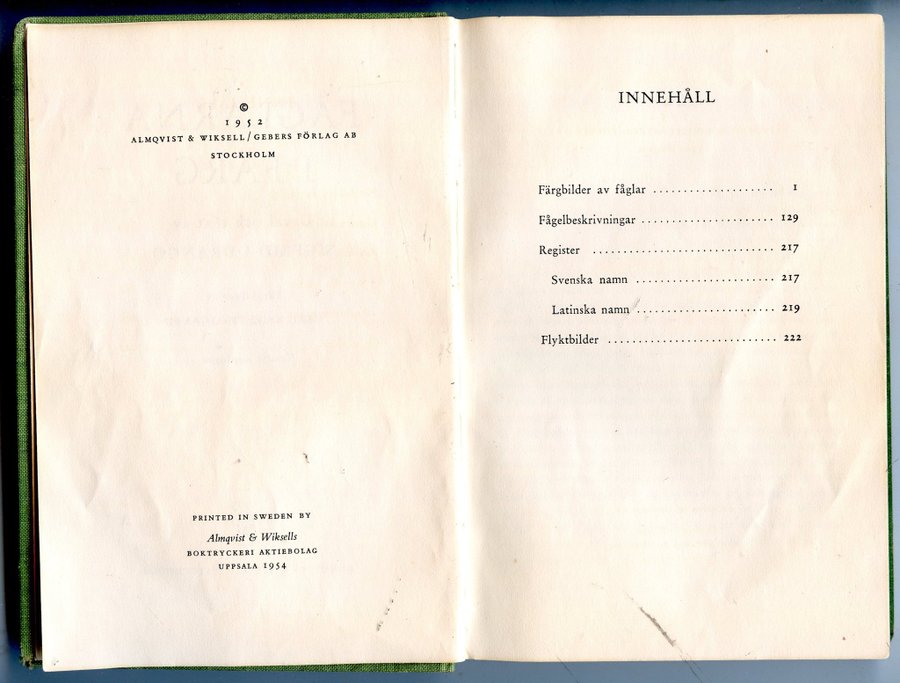 ©
1952
ALMQVIST & WIKSELL/GEBERS FÖRLAG AB
STOCKHOLM
PRINTED IN SWEDEN BY
Almqvist & Wiksells
BOKTRYCKERI AKTIEBOLAG
UPPSALA 1954
INNEHÅLL
Färgbilder av fåglar .................... 1
Fågelbeskrivningar ...................... 129
Register .............................. 217
Svenska namn ....................... 217
Latinska namn ....................... 219
Flyktbilder ............................ 222